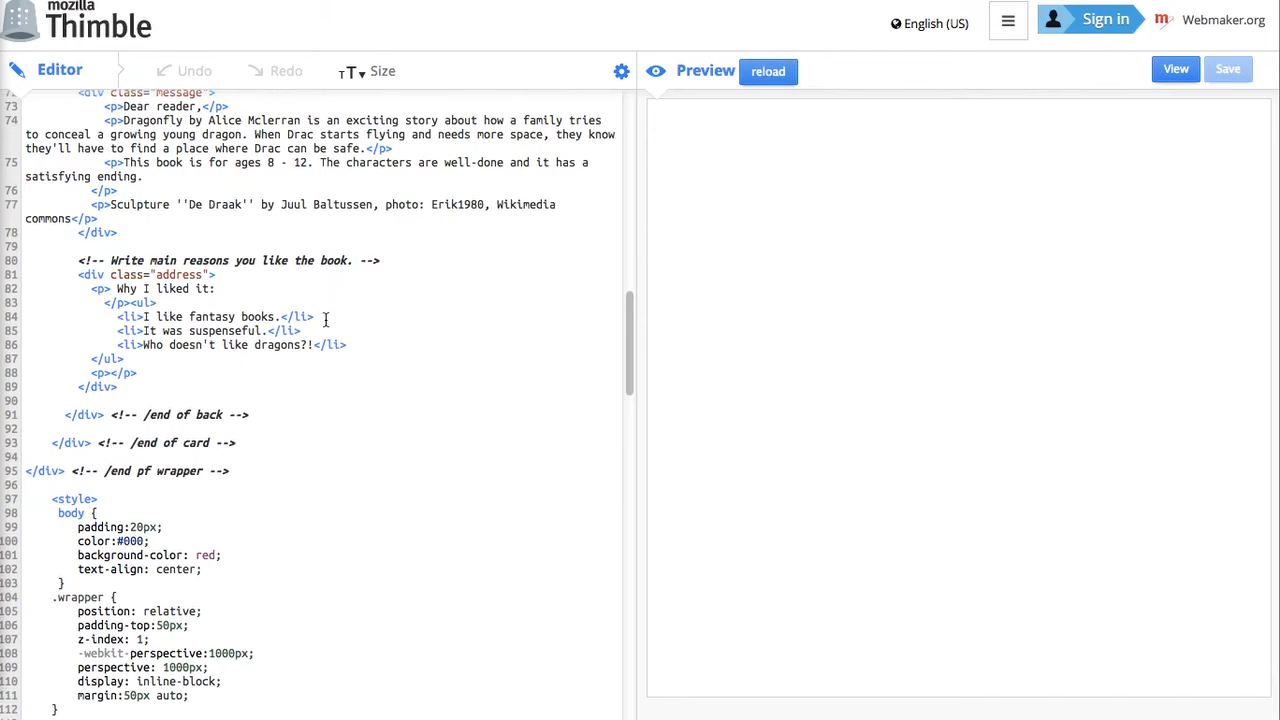 mozilla
Thimble
English (US)
Sign in
m Webmaker.org
Editor
Undo
Redo
TT Size
Preview
reload
View
Save
72 <div class="message">
73 <p>Dear reader,</p>
74 <p>Dragonfly by Alice Mclerran is an exciting story about how a family tries
to conceal a growing young dragon. When Drac starts flying and needs more space, they know
they'll have to find a place where Drac can be safe.</p>
75 <p>This book is for ages 8 - 12. The characters are well-done and it has a
satisfying ending.
76 </p>
77 <p>Sculpture ''De Draak'' by Juul Baltussen, photo: Erik1980, Wikimedia
commons</p>
78 </div>
79
80 <!-- Write main reasons you like the book. -->
81 <div class="address">
82 <p> Why I liked it:
83 </p><ul>
84 <li>I like fantasy books.</li>
85 <li>It was suspenseful.</li>
86 <li>Who doesn't like dragons?!</li>
87 </ul>
88 <p></p>
89 </div>
90
91 </div> <!-- /end of back -->
92
93 </div> <!-- /end of card -->
94
95 </div> <!-- /end pf wrapper -->
96
97 <style>
98 body {
99 padding:20px;
100 color:#000;
101 background-color: red;
102 text-align: center;
103 }
104 .wrapper {
105 position: relative;
106 padding-top:50px;
107 z-index: 1;
108 -webkit-perspective:1000px;
109 perspective: 1000px;
110 display: inline-block;
111 margin:50px auto;
112 }